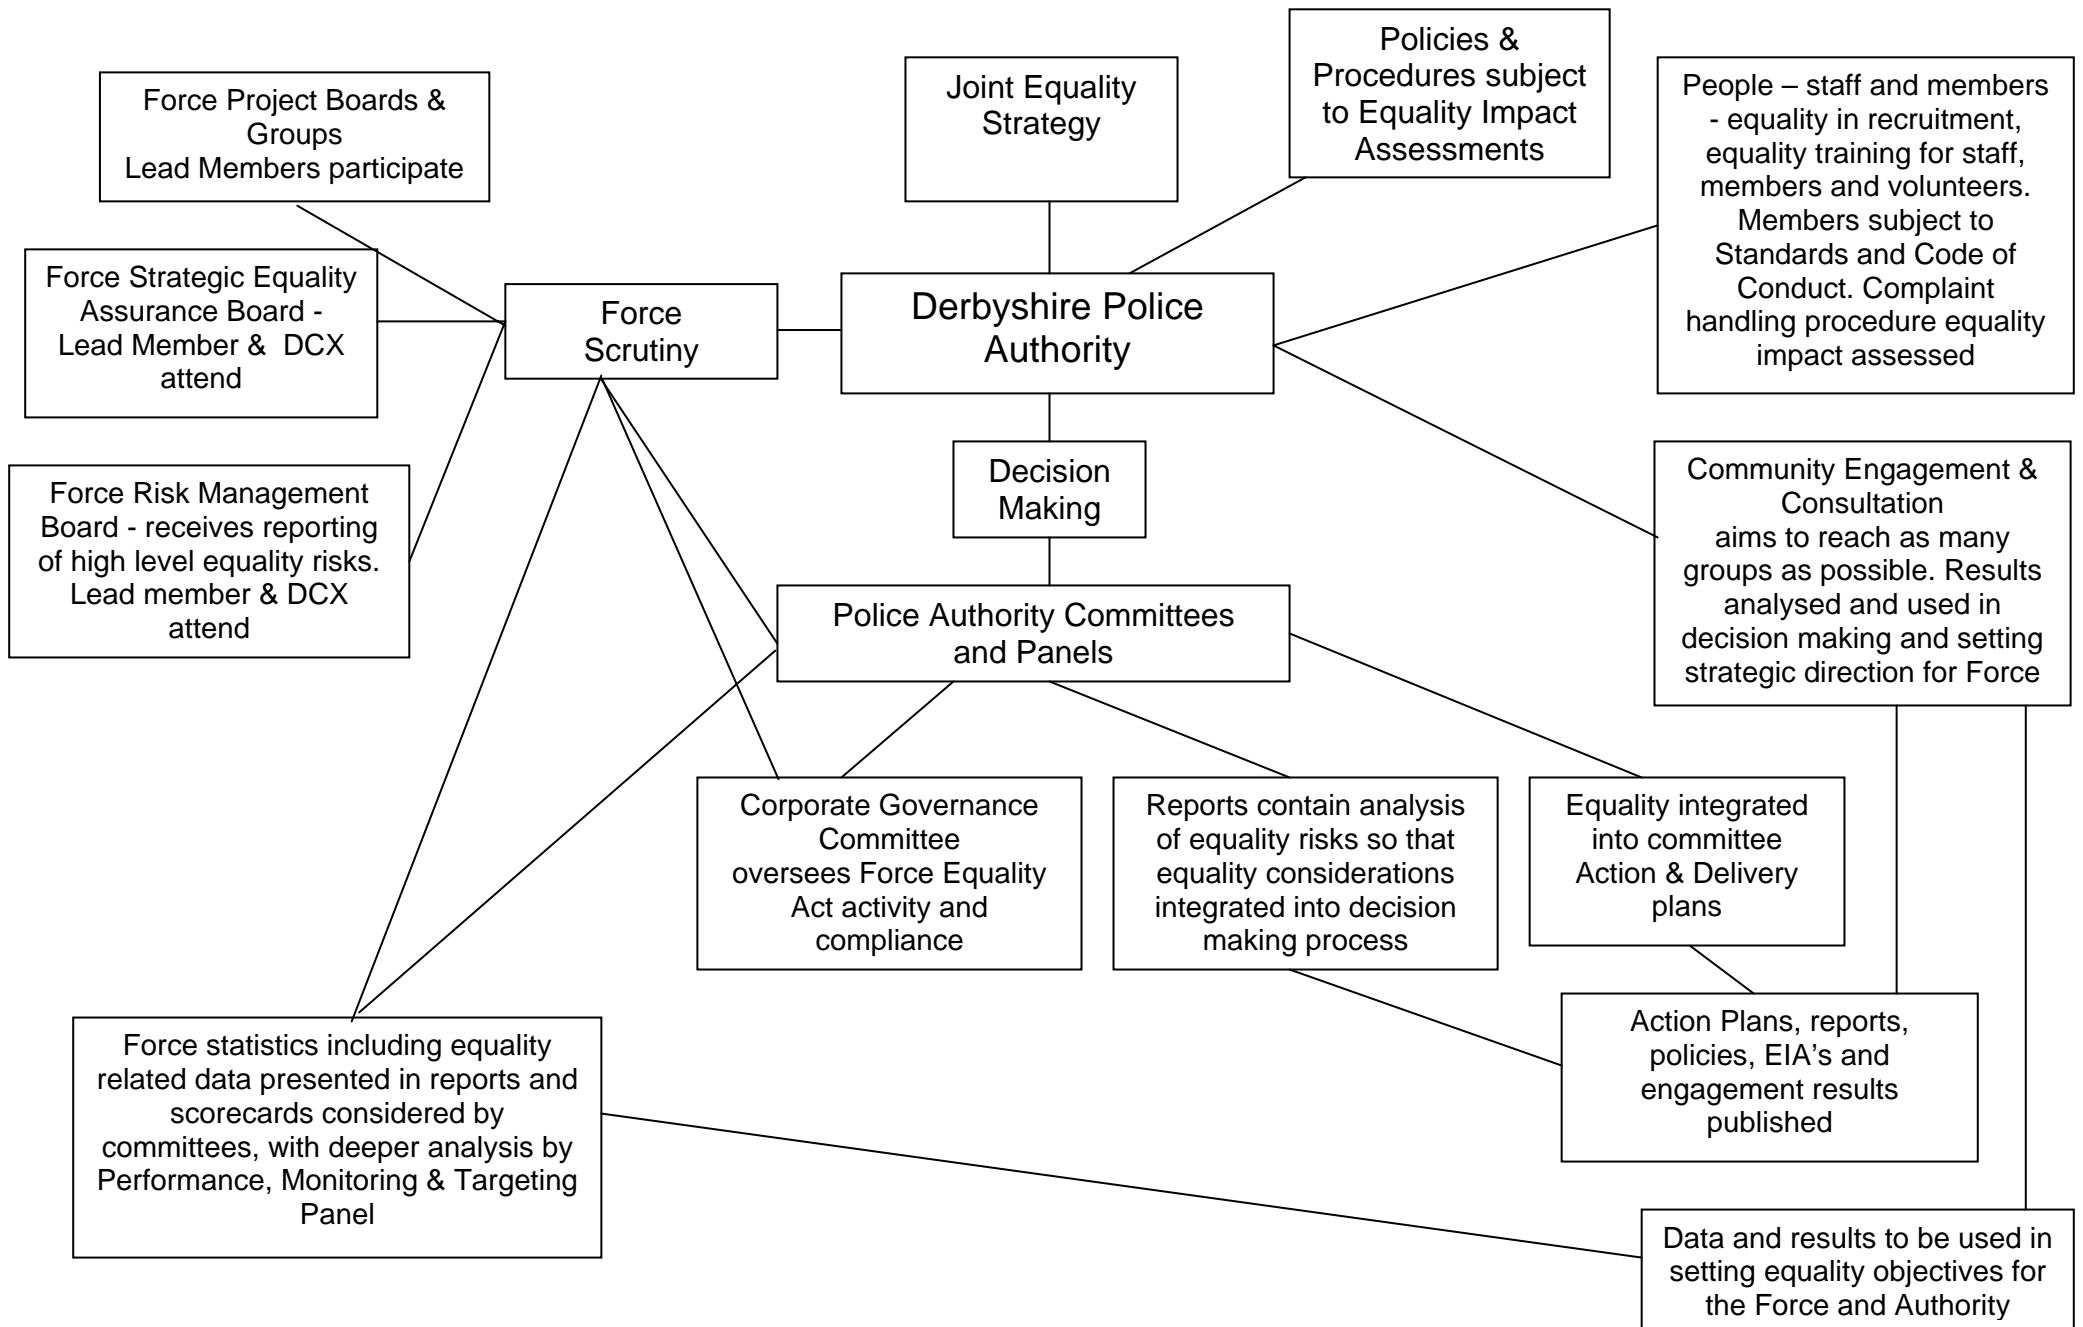 Force Project Boards &
Groups
Lead Members participate
Joint Equality
Strategy
Policies &
Procedures subject
to Equality Impact
Assessments
People – staff and members
- equality in recruitment,
equality training for staff,
members and volunteers.
Members subject to
Standards and Code of
Conduct. Complaint
handling procedure equality
impact assessed
Force Strategic Equality
Assurance Board -
Lead Member &  DCX
attend
Force
Scrutiny
Derbyshire Police
Authority
Force Risk Management
Board - receives reporting
of high level equality risks.
Lead member & DCX
attend
Decision
Making
Community Engagement &
Consultation
aims to reach as many
groups as possible. Results
analysed and used in
decision making and setting
strategic direction for Force
Police Authority Committees
and Panels
Corporate Governance
Committee
oversees Force Equality
Act activity and
compliance
Reports contain analysis
of equality risks so that
equality considerations
integrated into decision
making process
Equality integrated
into committee
Action & Delivery
plans
Force statistics including equality
related data presented in reports and
scorecards considered by
committees, with deeper analysis by
Performance, Monitoring & Targeting
Panel
Action Plans, reports,
policies, EIA's and
engagement results
published
Data and results to be used in
setting equality objectives for
the Force and Authority